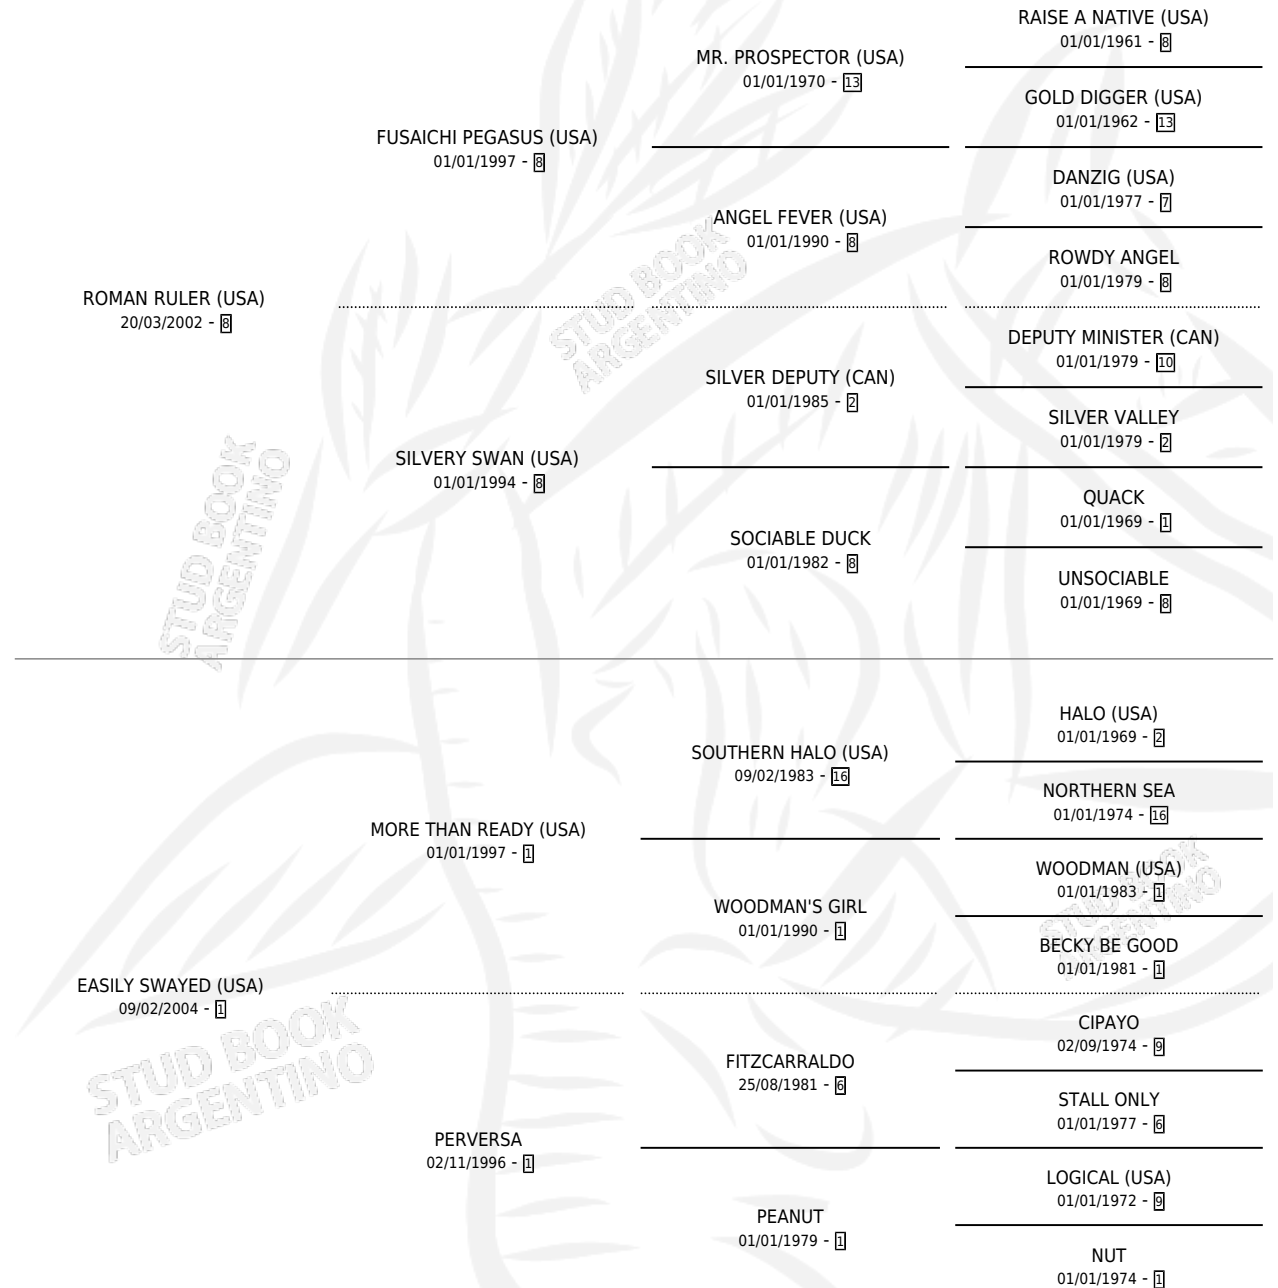 RAISE A NATIVE (USA)
01/01/1961 - 8
MR. PROSPECTOR (USA)
01/01/1970 - 13
GOLD DIGGER (USA)
01/01/1962 - 13
FUSAICHI PEGASUS (USA)
01/01/1997 - 8
DANZIG (USA)
01/01/1977 - 7
ANGEL FEVER (USA)
01/01/1990 - 8
ROWDY ANGEL
01/01/1979 - 8
ROMAN RULER (USA)
20/03/2002 - 8
DEPUTY MINISTER (CAN)
01/01/1979 - 10
SILVER DEPUTY (CAN)
01/01/1985 - 2
SILVER VALLEY
01/01/1979 - 2
SILVERY SWAN (USA)
01/01/1994 - 8
QUACK
01/01/1969 - 1
SOCIABLE DUCK
01/01/1982 - 8
UNSOCIABLE
01/01/1969 - 8
HALO (USA)
01/01/1969 - 2
SOUTHERN HALO (USA)
09/02/1983 - 16
NORTHERN SEA
01/01/1974 - 16
MORE THAN READY (USA)
01/01/1997 - 1
WOODMAN (USA)
01/01/1983 - 1
WOODMAN'S GIRL
01/01/1990 - 1
BECKY BE GOOD
01/01/1981 - 1
EASILY SWAYED (USA)
09/02/2004 - 1
CIPAYO
02/09/1974 - 9
FITZCARRALDO
25/08/1981 - 6
STALL ONLY
01/01/1977 - 6
PERVERSA
02/11/1996 - 1
LOGICAL (USA)
01/01/1972 - 9
PEANUT
01/01/1979 - 1
NUT
01/01/1974 - 1
STUD BOOK
ARGENTINO
STUD BOOK
ARGENTINO
STUD BOOK
ARGENTINO
STUD BOOK
ARGENTINO